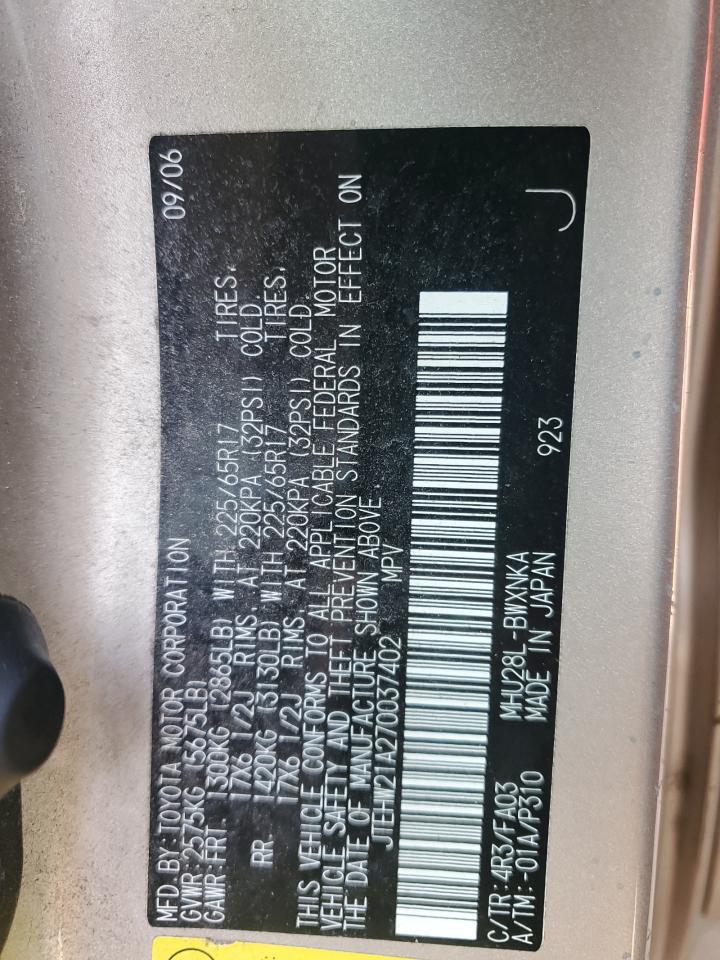 MFD.BY:TOYOTA MOTOR CORPORATION 09/06
GVWR:2575KG (5675LB)
GAWR FRT. 1300KG (2865LB) WITH 225/65R17 TIRES,
17X6 1/2J RIMS, AT 220KPA (32PSI) COLD.
RR. 1420KG (3130LB) WITH 225/65R17 TIRES,
17X6 1/2J RIMS, AT 220KPA (32PSI) COLD.
THIS VEHICLE CONFORMS TO ALL APPLICABLE FEDERAL MOTOR
VEHICLE SAFETY AND THEFT PREVENTION STANDARDS IN EFFECT ON
THE DATE OF MANUFACTURE SHOWN ABOVE.
JTEHW21A270037402 MPV
C/TR:4R3/FA03 MHU28L-BWXNKA
A/TM:-01A/P310 MADE IN JAPAN 923 J